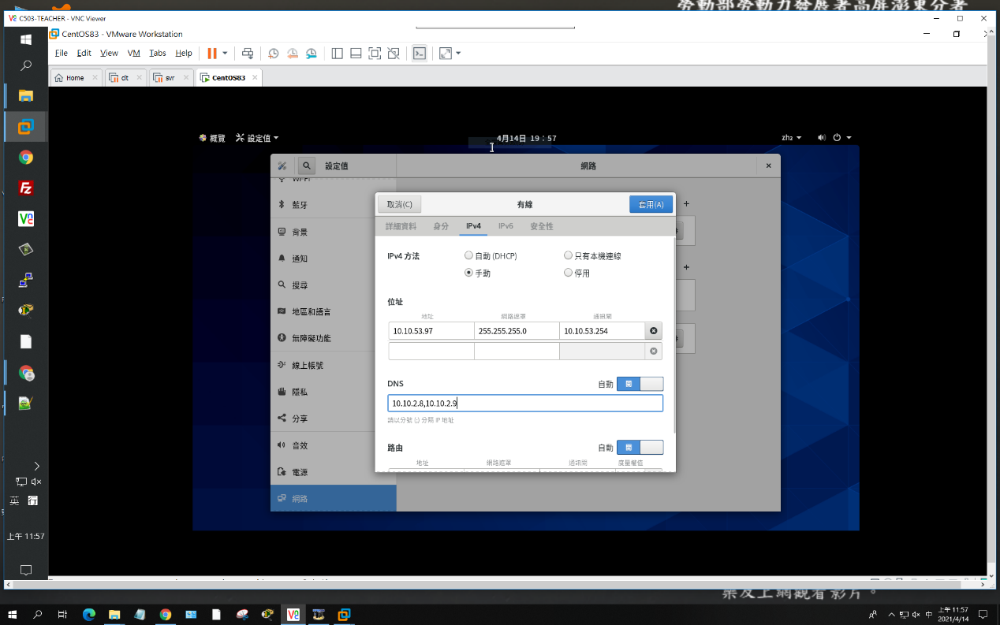 勞動部勞動力發展署高屏澎東分署
C503-TEACHER - VNC Viewer
CentOS83 - VMware Workstation
File Edit View VM Tabs Help
Home clt svr CentOS83
概覽 設定值 4月14日 19：57 zh₂
設定值 網路
Wi-Fi
藍牙
背景
通知
搜尋
地區和語言
無障礙功能
線上帳號
隱私
分享
音效
電源
網路
取消(C) 有線 套用(A)
詳細資料 身分 IPv4 IPv6 安全性
IPv4 方法 自動 (DHCP) 只有本機連線
手動 停用
位址
地址 網路遮罩 通訊閘
10.10.53.97 255.255.255.0 10.10.53.254
DNS 自動 開
10.10.2.8,10.10.2.9
請以分號 (;) 分隔 IP 地址
路由 自動 開
地址 網路遮罩 通訊閘 度量權值
英
上午 11:57
樂及上網觀看影片。
中
上午 11:57
2021/4/14